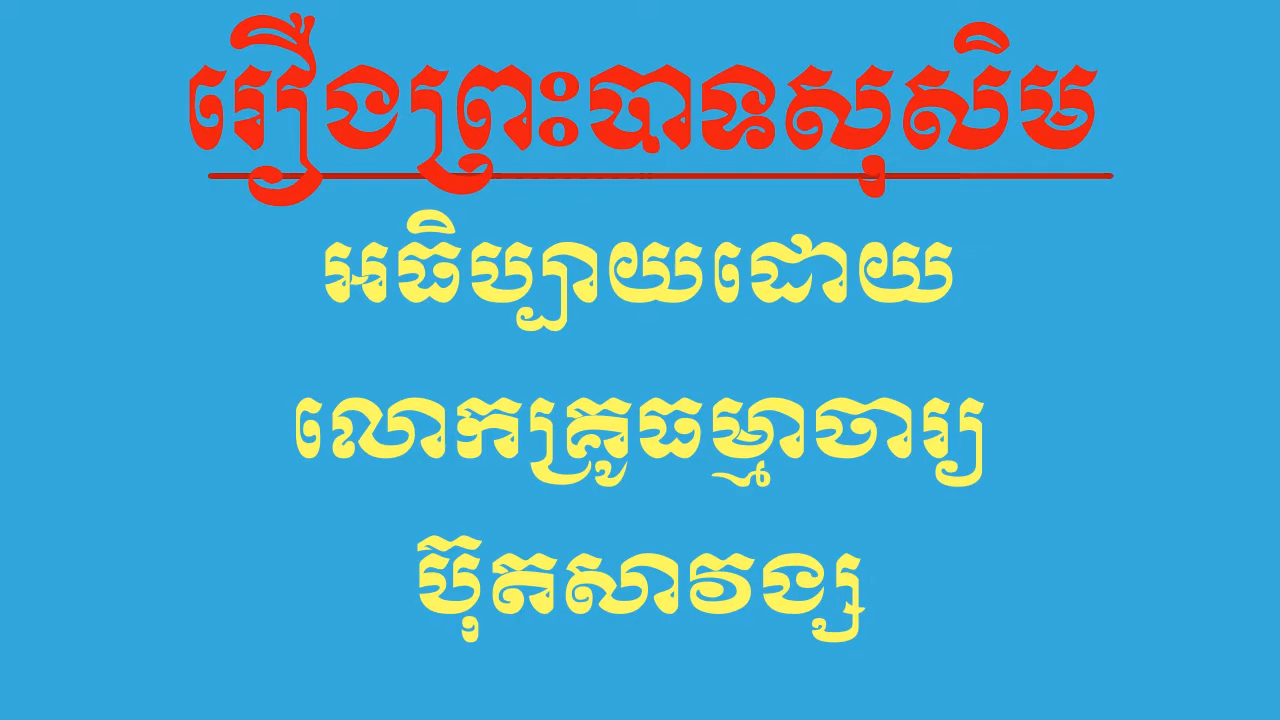 រឿងព្រះបាទសុសិម
អធិប្បាយដោយ
លោកគ្រូធម្មាចារ្យ
ប៊ុតសាវង្ស